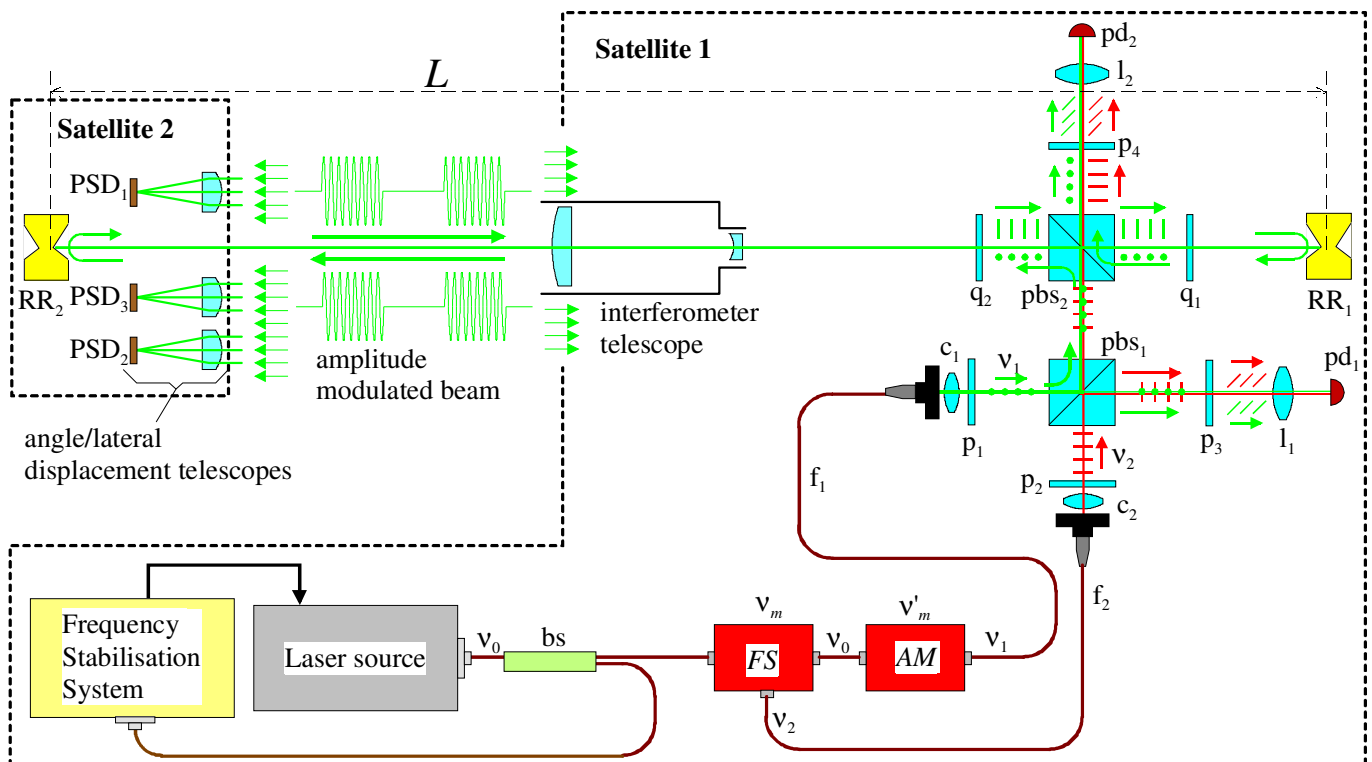 Satellite 1
pd₂
l₂
L
Satellite 2
PSD₁
p₄
RR₂
PSD₃
q₂
pbs₂
q₁
RR₁
interferometer
telescope
PSD₂
amplitude
modulated beam
c₁
ν₁
pbs₁
pd₁
angle/lateral
displacement telescopes
p₁
p₃
l₁
ν₂
p₂
c₂
f₁
f₂
Frequency
Stabilisation
System
Laser source
ν₀
bs
νₘ
FS
ν₀
ν'ₘ
AM
ν₁
ν₂